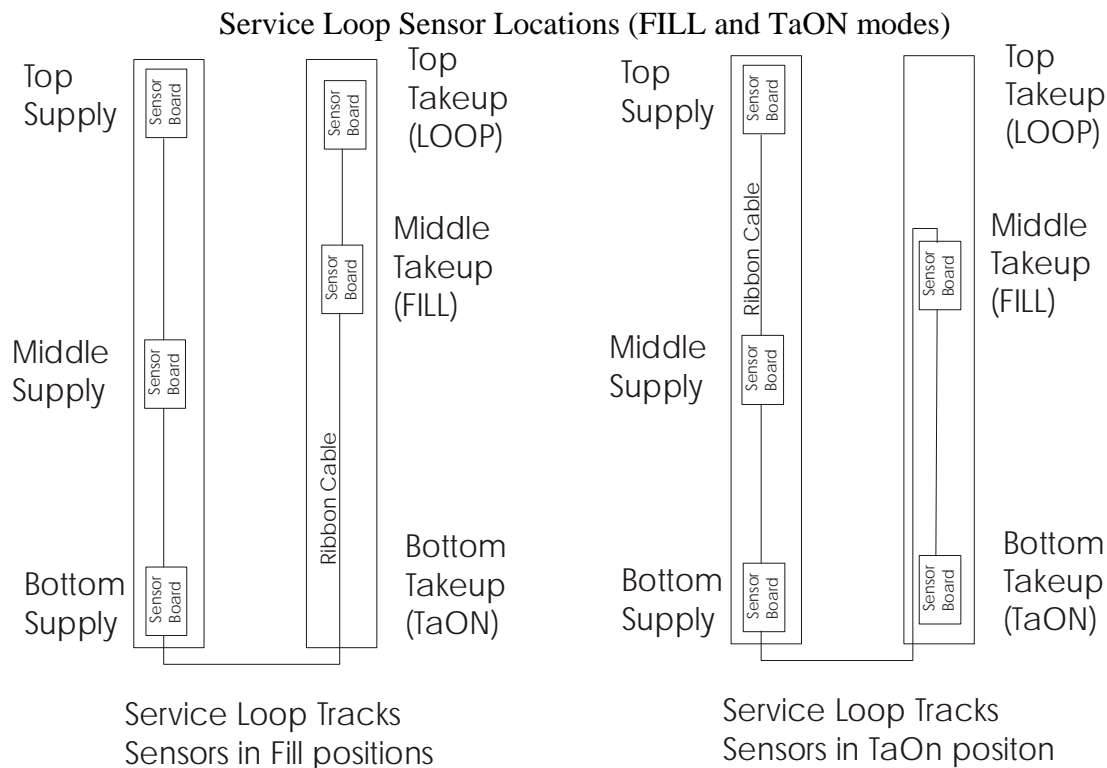 Service Loop Sensor Locations (FILL and TaON modes)
Top
Supply
Sensor
Board
Sensor
Board
Top
Takeup
(LOOP)
Sensor
Board
Middle
Takeup
(FILL)
Middle
Supply
Sensor
Board
Ribbon Cable
Bottom
Supply
Sensor
Board
Bottom
Takeup
(TaON)
Service Loop Tracks
Sensors in Fill positions
Top
Supply
Sensor
Board
Top
Takeup
(LOOP)
Ribbon Cable
Sensor
Board
Middle
Takeup
(FILL)
Middle
Supply
Sensor
Board
Bottom
Supply
Sensor
Board
Sensor
Board
Bottom
Takeup
(TaON)
Service Loop Tracks
Sensors in TaOn positon